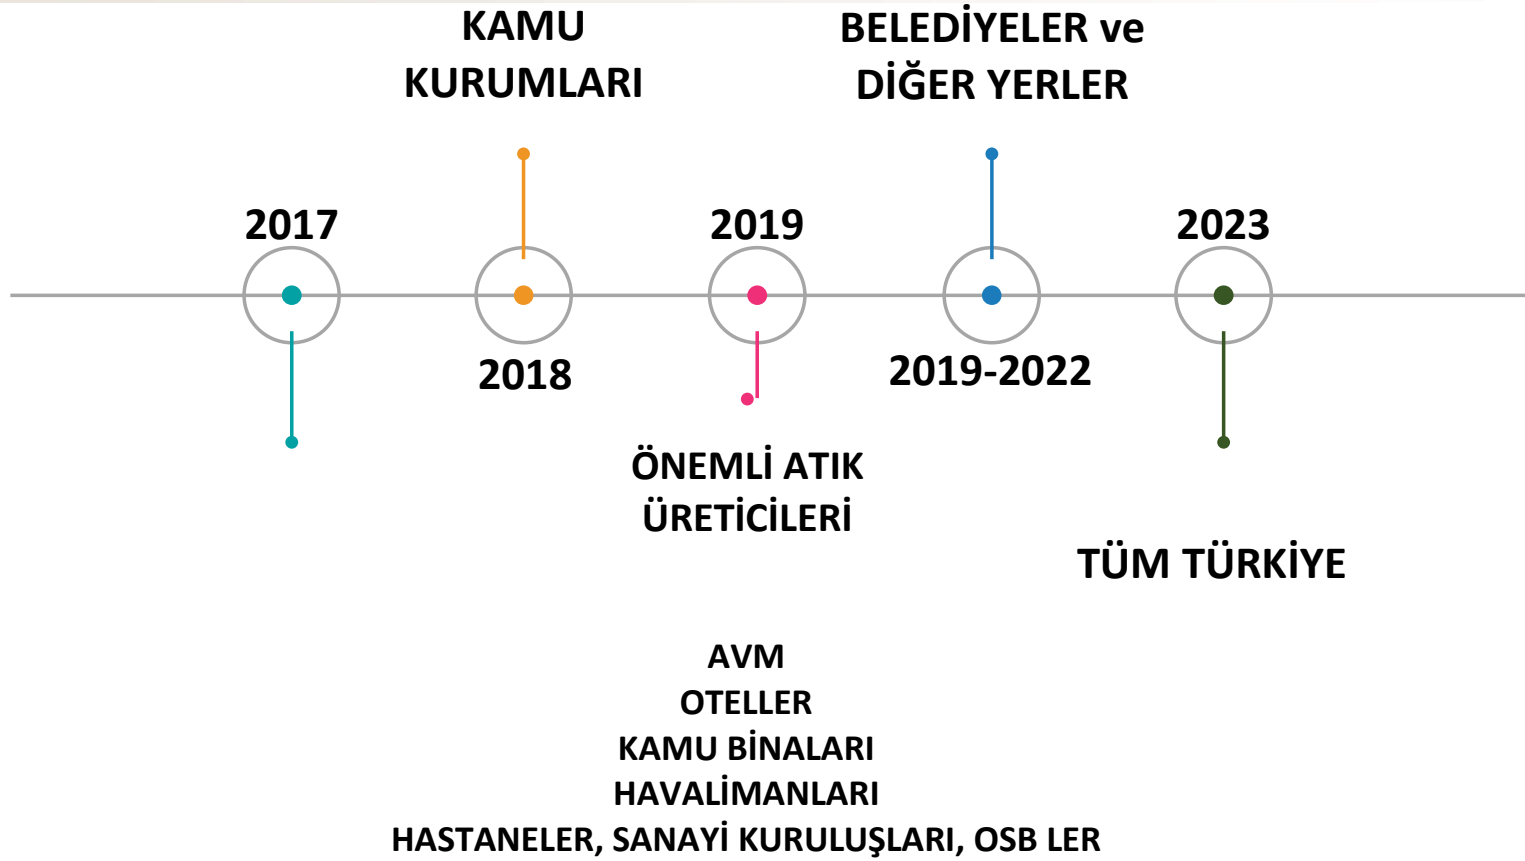 KAMU
KURUMLARI
BELEDİYELER ve
DİĞER YERLER
2017
2019
2023
2018
2019-2022
ÖNEMLİ ATIK
ÜRETİCİLERİ
TÜM TÜRKİYE
AVM
OTELLER
KAMU BİNALARI
HAVALİMANLARI
HASTANELER, SANAYİ KURULUŞLARI, OSB LER